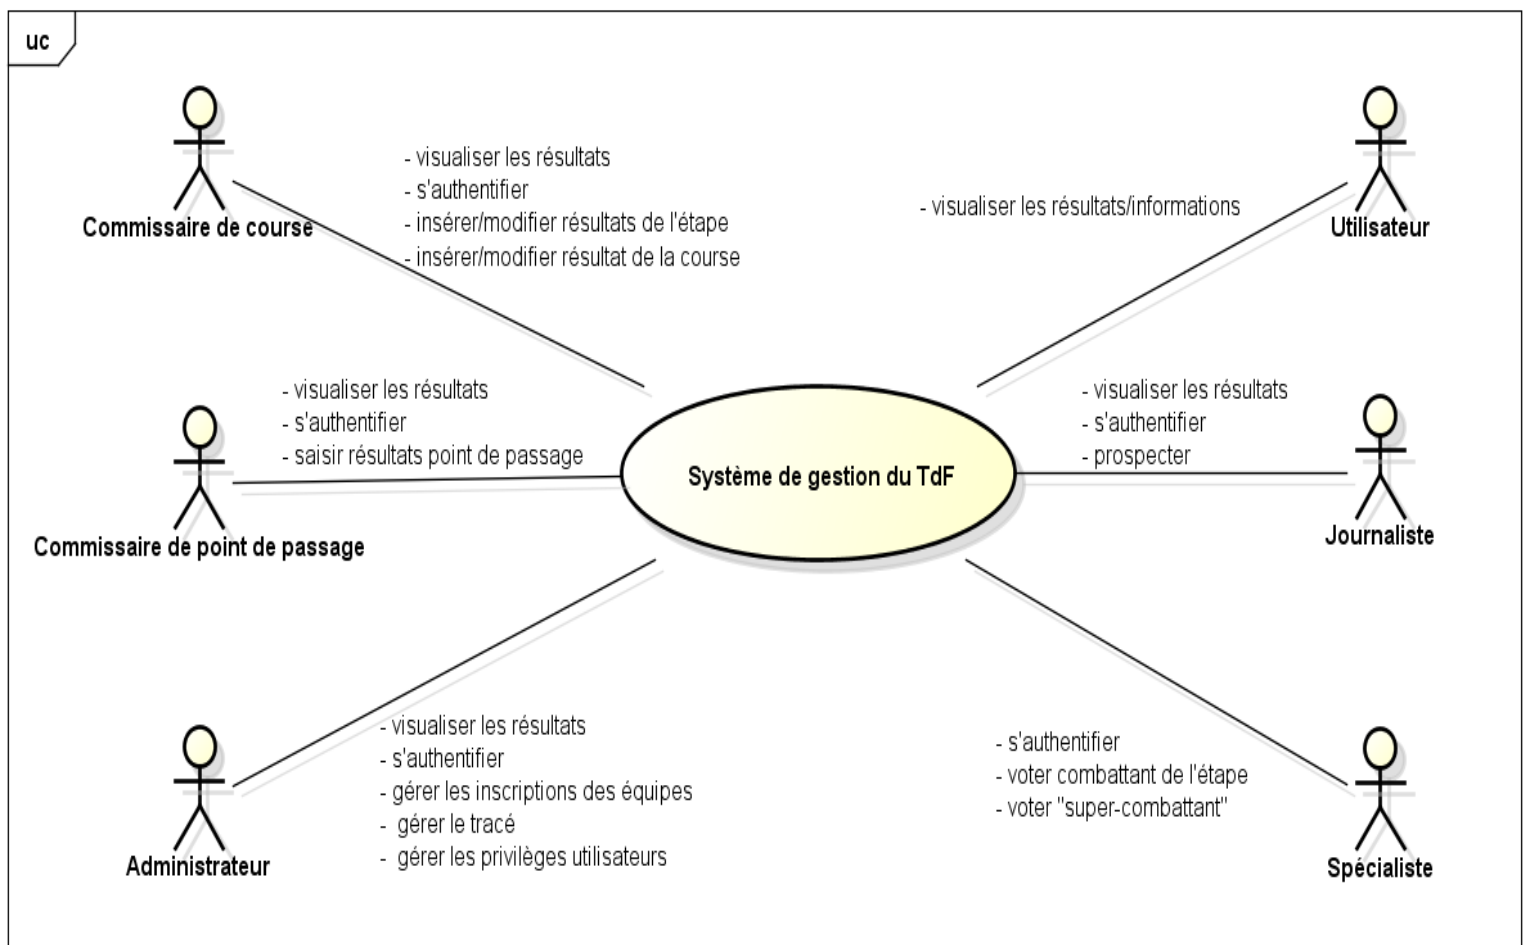 uc
- visualiser les résultats
- s'authentifier
- insérer/modifier résultats de l'étape
- insérer/modifier résultat de la course
Commissaire de course
- visualiser les résultats/informations
Utilisateur
- visualiser les résultats
- s'authentifier
- saisir résultats point de passage
Commissaire de point de passage
Système de gestion du TdF
- visualiser les résultats
- s'authentifier
- prospecter
Journaliste
- visualiser les résultats
- s'authentifier
- gérer les inscriptions des équipes
- gérer le tracé
- gérer les privilèges utilisateurs
Administrateur
- s'authentifier
- voter combattant de l'étape
- voter "super-combattant"
Spécialiste